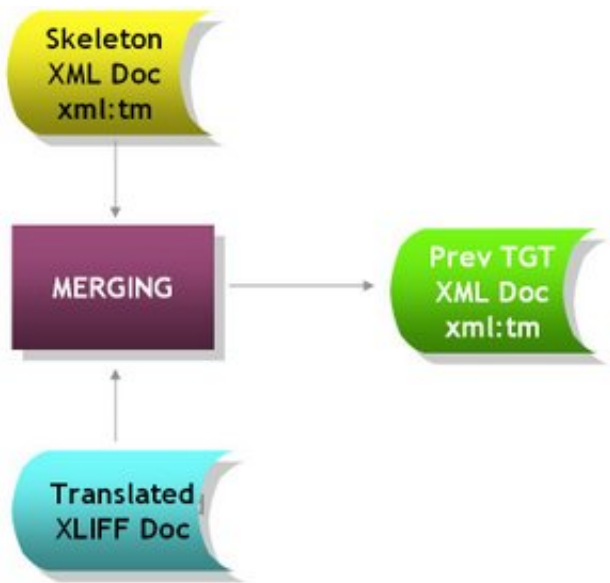 Skeleton
XML Doc
xml:tm
MERGING
Prev TGT
XML Doc
xml:tm
Translated
XLIFF Doc